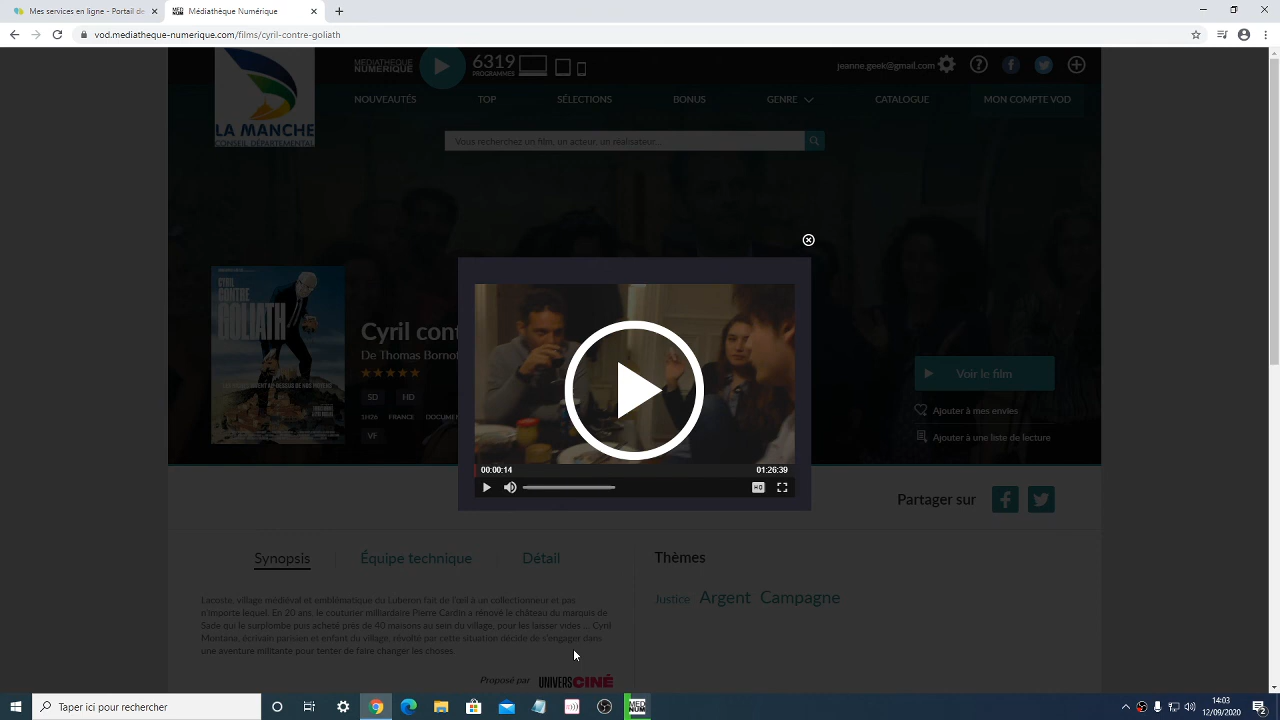 Mes services en ligne
Médiathèque Numérique
vod.mediatheque-numerique.com/films/cyril-contre-goliath
LA MANCHE
CONSEIL DÉPARTEMENTAL
MEDIATHEQUE
NUMERIQUE
6319
PROGRAMMES
jeanne.geek@gmail.com
NOUVEAUTÉS
TOP
SÉLECTIONS
BONUS
GENRE
CATALOGUE
MON COMPTE VOD
Vous recherchez un film, un acteur, un réalisateur...
CYRIL
CONTRE
GOLIATH
Cyril cont
De Thomas Bornot
SD HD
1H26 FRANCE DOCUMEN
VF
Voir le film
Ajouter à mes envies
Ajouter à une liste de lecture
00:00:14
01:26:39
HQ
Partager sur
Synopsis
Équipe technique
Détail
Thèmes
Justice Argent Campagne
Lacoste, village médiéval et emblématique du Luberon fait de l'œil à un collectionneur et pas
n'importe lequel. En 20 ans, le couturier milliardaire Pierre Cardin a rénové le château du marquis de
Sade qui le surplombe puis acheté près de 40 maisons au sein du village, pour les laisser vides ... Cyril
Montana, écrivain parisien et enfant du village, révolté par cette situation décide de s'engager dans
une aventure militante pour tenter de faire changer les choses.
Proposé par UNIVERSCINÉ
Taper ici pour rechercher
MED
NUM
14:03
12/09/2020